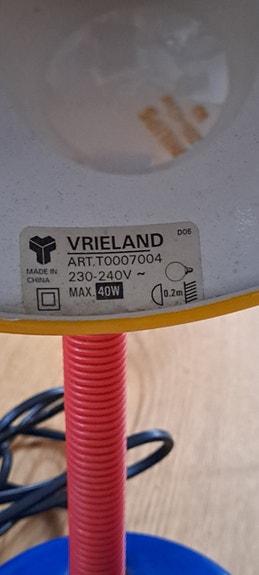 D05
VRIELAND
ART.T0007004
MADE IN
CHINA
230-240V ~
MAX. 40W
0.2m